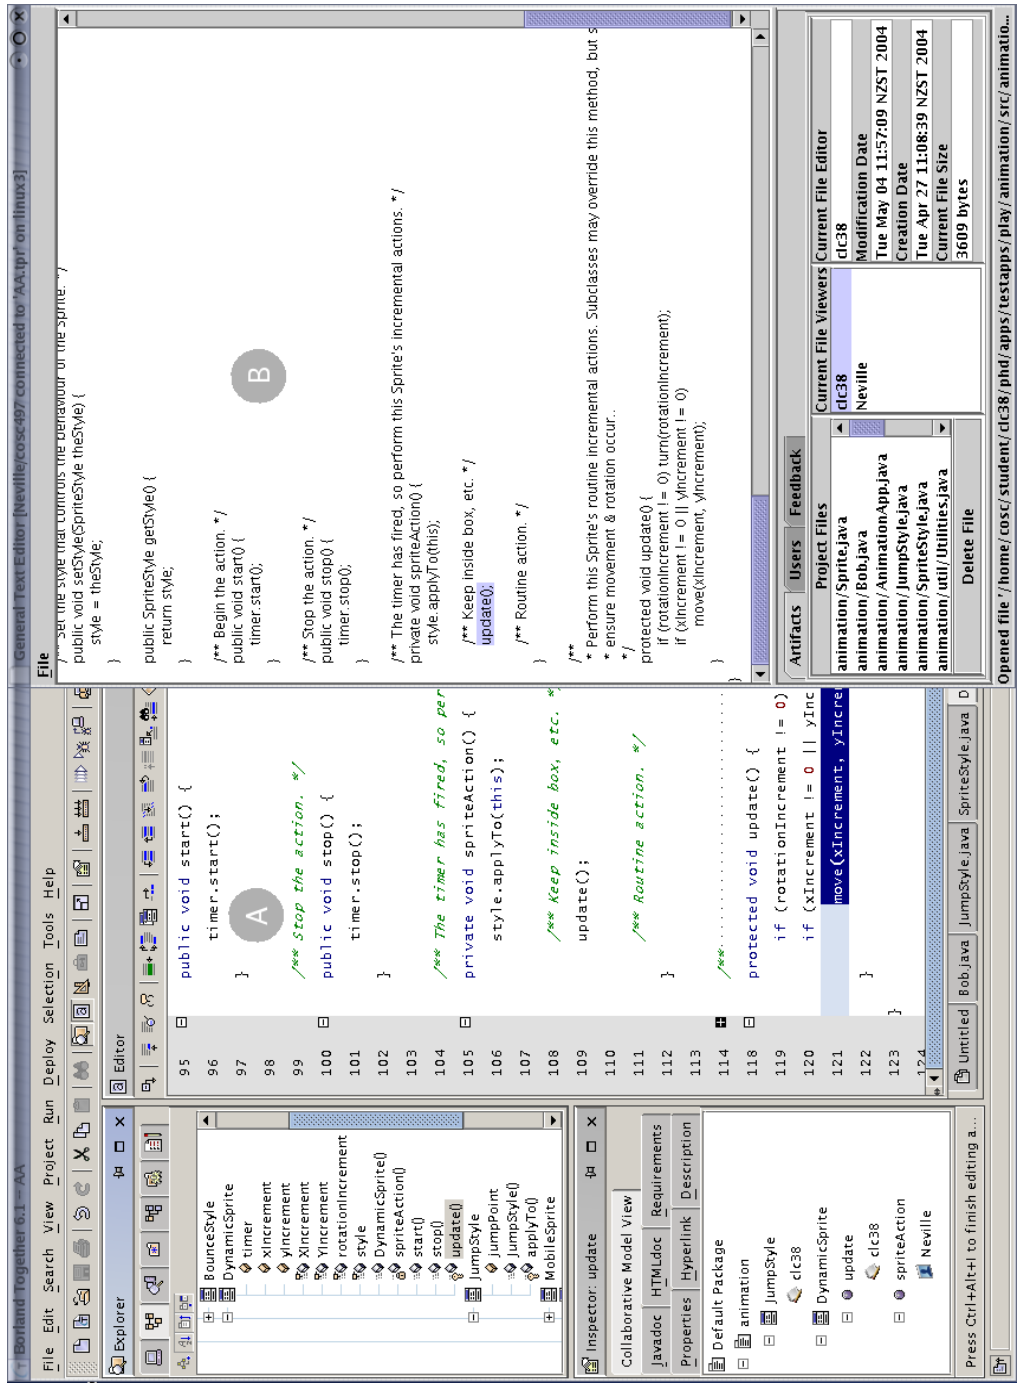 Borland Together 6.1 -- AA
File Edit Search View Project Run Deploy Selection Tools Help
Explorer
BounceStyle
DynamicSprite
timer
xIncrement
yIncrement
XIncrement
YIncrement
rotationIncrement
style
DynamicSprite()
spriteAction()
start()
stop()
update()
JumpStyle
jumpPoint
JumpStyle()
applyTo()
MobileSprite
Inspector: update
Collaborative Model View
Javadoc HTMLdoc Requirements
Properties Hyperlink Description
Default Package
animation
JumpStyle
clc38
DynamicSprite
update
clc38
spriteAction
Neville
Press Ctrl+Alt+I to finish editing a...
Editor
95 public void start() {
96 timer.start();
97 }
99 /** Stop the action. */
100 public void stop() {
101 timer.stop();
102 }
103
104 /** The timer has fired, so per
105 private void spriteAction() {
106 style.applyTo(this);
107
108 /** Keep inside box, etc. *
109 update();
110
111 /** Routine action. */
112 }
113
114 /**
118 protected void update() {
119 if (rotationIncrement != 0)
120 if (xIncrement != 0 || yInc
121 move(xIncrement, yIncre
122 }
123 }
124
Untitled Bob.java JumpStyle.java SpriteStyle.java D
A
General Text Editor [Neville/cosc497 connected to 'AA.tpr' on linux3]
File
/** Set the style that controls the behaviour of the Sprite. */
public void setStyle(SpriteStyle theStyle) {
style = theStyle;
}
public SpriteStyle getStyle() {
return style;
}
/** Begin the action. */
public void start() {
timer.start();
}
/** Stop the action. */
public void stop() {
timer.stop();
}
/** The timer has fired, so perform this Sprite's incremental actions. */
private void spriteAction() {
style.applyTo(this);
/** Keep inside box, etc. */
update();
/** Routine action. */
}
/**
* Perform this Sprite's routine incremental actions. Subclasses may override this method, but s
* ensure movement & rotation occur..
*/
protected void update() {
if (rotationIncrement != 0) turn(rotationIncrement);
if (xIncrement != 0 || yIncrement != 0)
move(xIncrement, yIncrement);
}
}
B
Artifacts Users Feedback
Project Files
animation/Sprite.java
animation/Bob.java
animation/AnimationApp.java
animation/JumpStyle.java
animation/SpriteStyle.java
animation/util/Utilities.java
Delete File
Current File Viewers
clc38
Neville
Current File Editor
clc38
Modification Date
Tue May 04 11:57:09 NZST 2004
Creation Date
Tue Apr 27 11:08:39 NZST 2004
Current File Size
3609 bytes
Opened file '/home/cosc/student/clc38/phd/apps/testapps/play/animation/src/animatio...